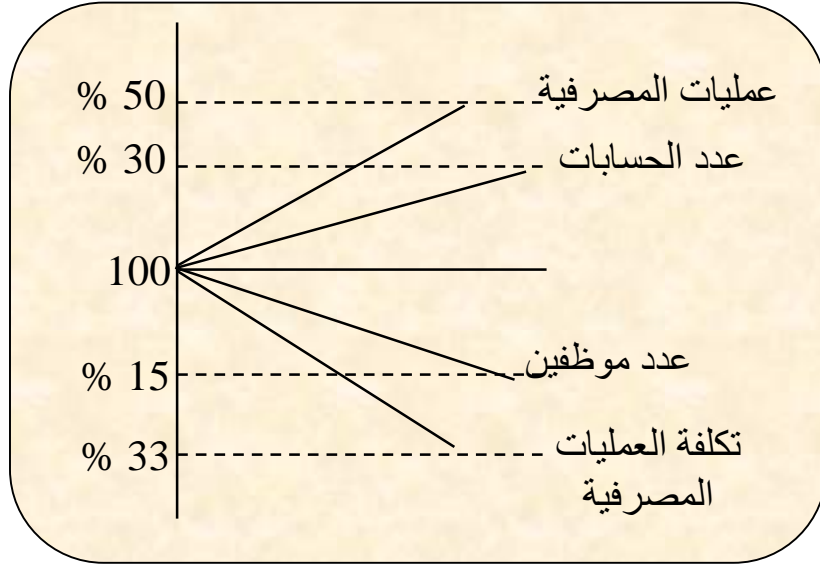 % 50 عمليات المصرفية
% 30 عدد الحسابات
100
% 15 عدد موظفين
% 33 تكلفة العمليات
المصرفية